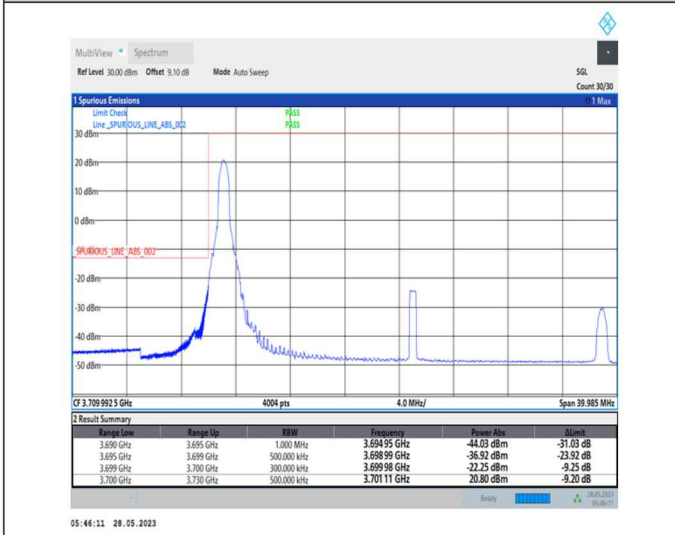 MultiView Spectrum
Ref Level 30.00 dBm Offset 9.10 dB Mode Auto Sweep SGL
Count 30/30
1 Spurious Emissions 1 Max
Limit Check PASS
Line _SPURIOUS_LINE_ABS_002 PASS
30 dBm
20 dBm
10 dBm
0 dBm
_SPURIOUS_LINE_ABS_002
-20 dBm
-30 dBm
-40 dBm
-50 dBm
CF 3.709 992 5 GHz 4004 pts 4.0 MHz/ Span 39.985 MHz
2 Result Summary
Range Low Range Up RBW Frequency Power Abs ΔLimit
3.690 GHz 3.695 GHz 1.000 MHz 3.694 95 GHz -44.03 dBm -31.03 dB
3.695 GHz 3.699 GHz 500.000 kHz 3.698 99 GHz -36.92 dBm -23.92 dB
3.699 GHz 3.700 GHz 300.000 kHz 3.699 98 GHz -22.25 dBm -9.25 dB
3.700 GHz 3.730 GHz 500.000 kHz 3.701 11 GHz 20.80 dBm -9.20 dB
Ready 28.05.2023
05:46:11
05:46:11 28.05.2023